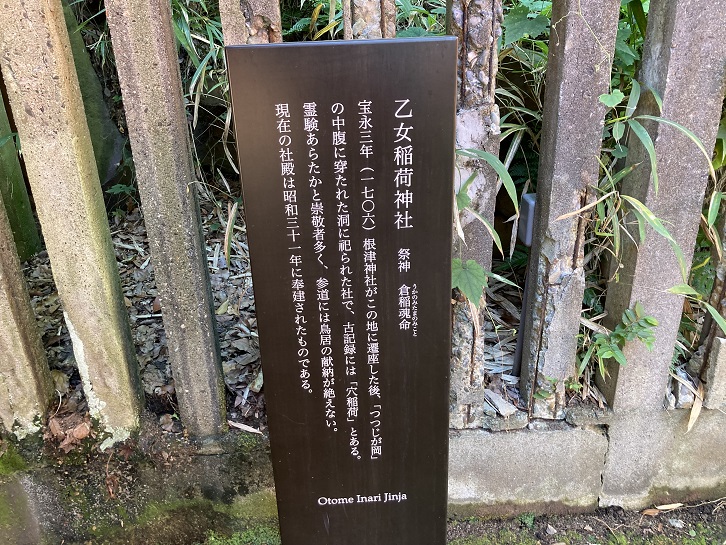 乙女稲荷神社　祭神　倉稲魂命
うかのみたまのみこと
宝永三年（一七〇六）根津神社がこの地に遷座した後、「つつじが岡」
の中腹に穿たれた洞に祀られた社で、古記録には「穴稲荷」とある。
霊験あらたかと崇敬者多く、参道には鳥居の献納が絶えない。
現在の社殿は昭和三十一年に奉建されたものである。
Otome Inari Jinja